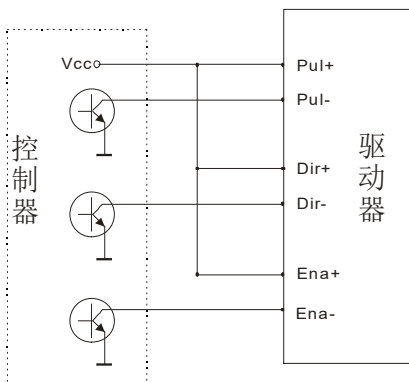 Vcc
Pul+
Pul-
控制器
驱动器
Dir+
Dir-
Ena+
Ena-